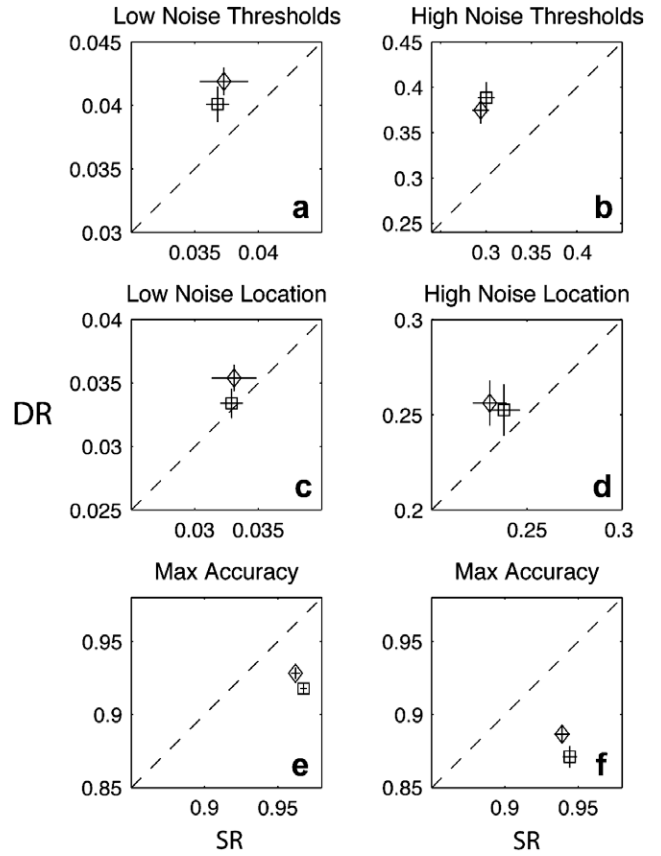 Low Noise Thresholds
0.045
0.04
0.035
0.03
0.037 0.04
a
High Noise Thresholds
0.45
0.4
0.35
0.3
0.25
0.3 0.35 0.4
b
Low Noise Location
0.04
0.035
0.03
0.025
0.03 0.035
c
DR
High Noise Location
0.3
0.25
0.2
0.25 0.3
d
Max Accuracy
0.95
0.9
0.85
0.9 0.95
e
SR
Max Accuracy
0.95
0.9
0.85
0.9 0.95
f
SR